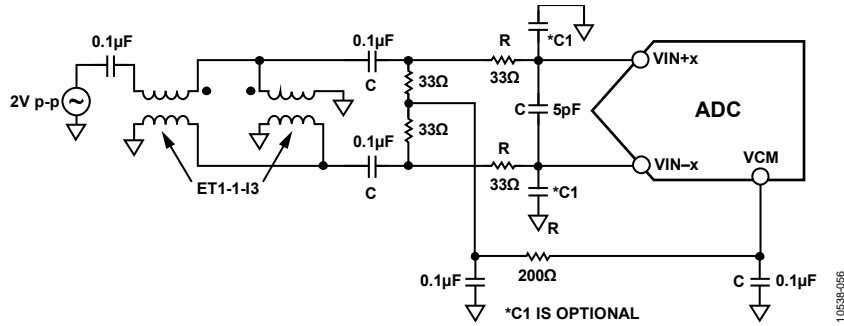 0.1µF
2V p-p
ET1-1-I3
0.1µF
C
33Ω
33Ω
0.1µF
C
R
33Ω
*C1
C
5pF
R
33Ω
*C1
R
VIN+x
ADC
VIN–x
VCM
0.1µF
200Ω
C
0.1µF
*C1 IS OPTIONAL
10538-056